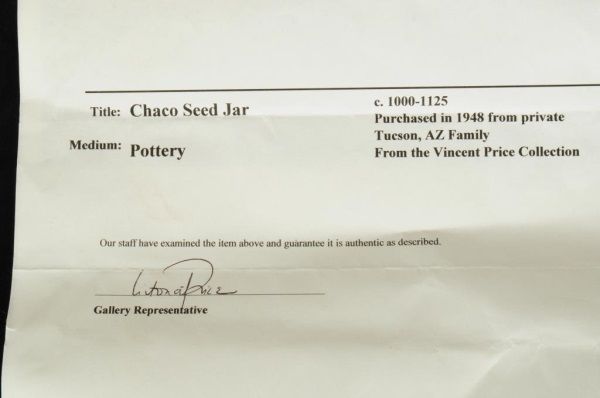 Title: Chaco Seed Jar
Medium: Pottery
c. 1000-1125
Purchased in 1948 from private
Tucson, AZ Family
From the Vincent Price Collection
Our staff have examined the item above and guarantee it is authentic as described.
Gallery Representative